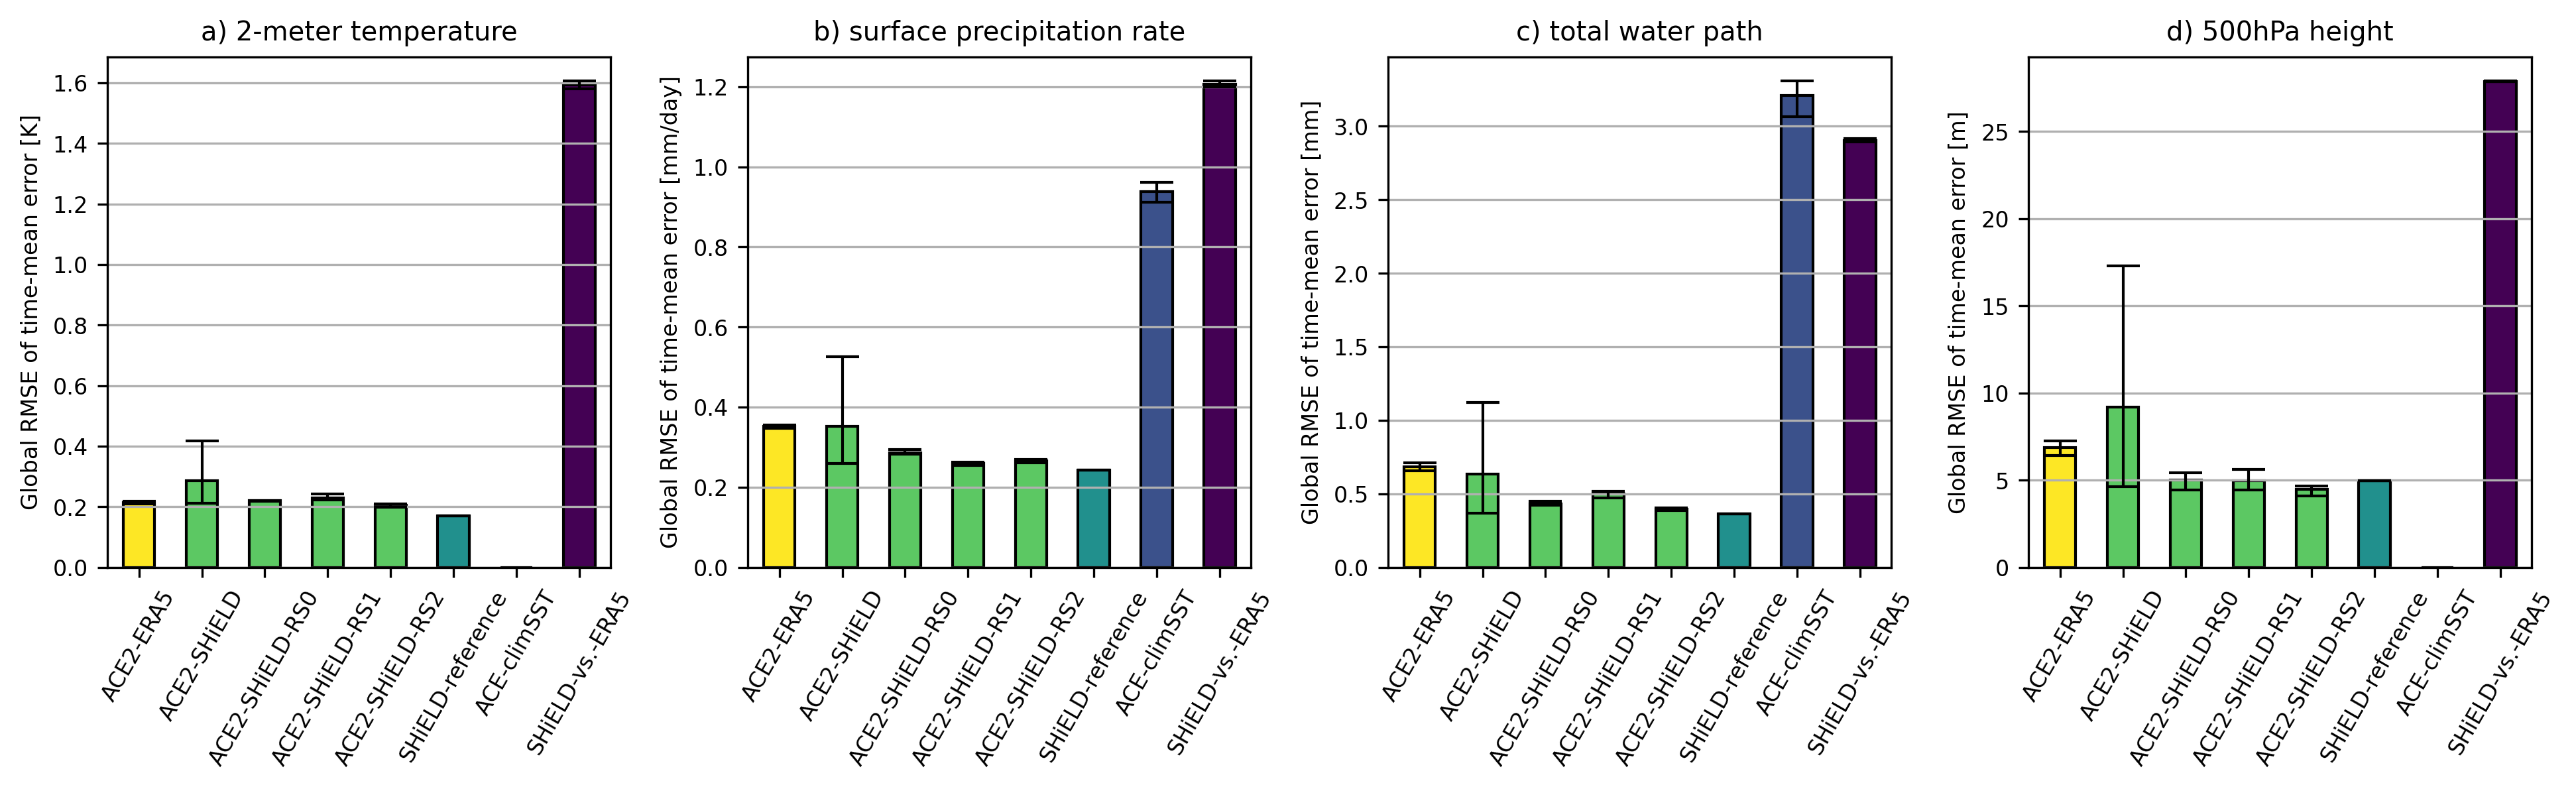 a) 2-meter temperature
Global RMSE of time-mean error [K]
1.6
1.4
1.2
1.0
0.8
0.6
0.4
0.2
0.0
ACE2-ERA5
ACE2-SHiELD
ACE2-SHiELD-RS0
ACE2-SHiELD-RS1
ACE2-SHiELD-RS2
SHiELD-reference
ACE-climSST
SHiELD-vs.-ERA5
b) surface precipitation rate
Global RMSE of time-mean error [mm/day]
1.2
1.0
0.8
0.6
0.4
0.2
0.0
ACE2-ERA5
ACE2-SHiELD
ACE2-SHiELD-RS0
ACE2-SHiELD-RS1
ACE2-SHiELD-RS2
SHiELD-reference
ACE-climSST
SHiELD-vs.-ERA5
c) total water path
Global RMSE of time-mean error [mm]
3.0
2.5
2.0
1.5
1.0
0.5
0.0
ACE2-ERA5
ACE2-SHiELD
ACE2-SHiELD-RS0
ACE2-SHiELD-RS1
ACE2-SHiELD-RS2
SHiELD-reference
ACE-climSST
SHiELD-vs.-ERA5
d) 500hPa height
Global RMSE of time-mean error [m]
25
20
15
10
5
0
ACE2-ERA5
ACE2-SHiELD
ACE2-SHiELD-RS0
ACE2-SHiELD-RS1
ACE2-SHiELD-RS2
SHiELD-reference
ACE-climSST
SHiELD-vs.-ERA5